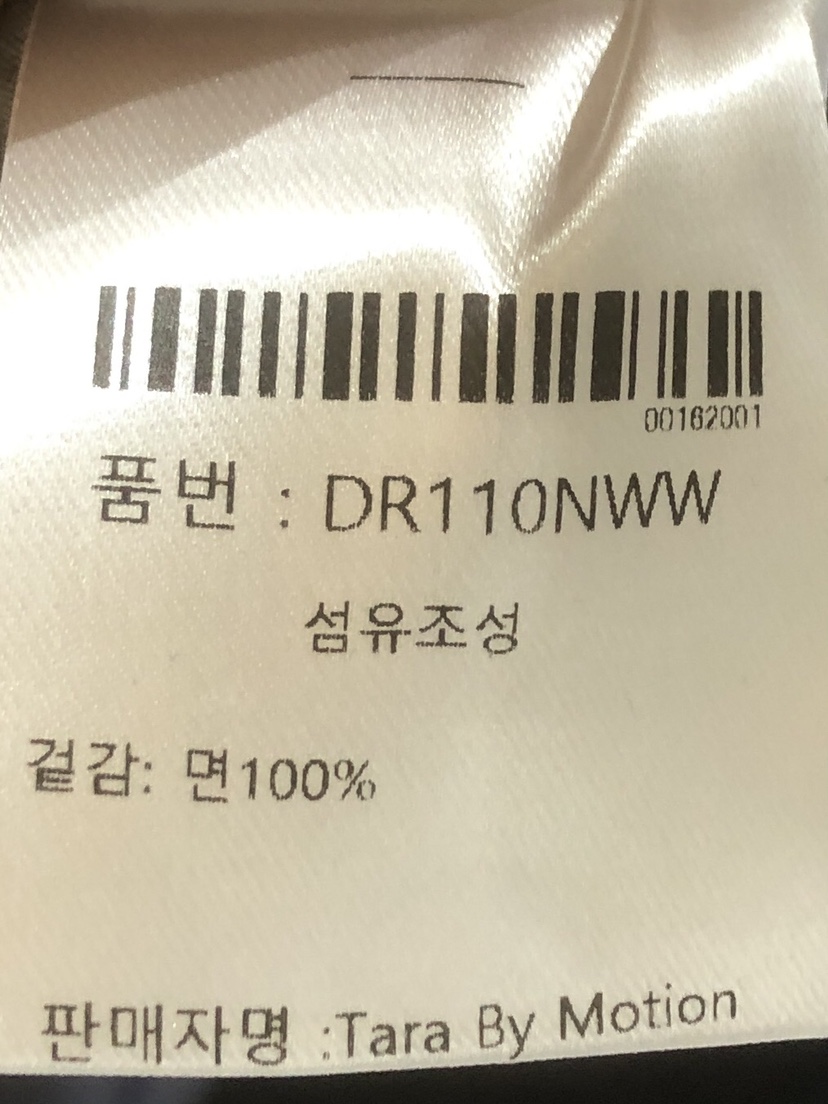 00162001
품번 : DR110NWW
섬유조성
겉감: 면100%
판매자명 :Tara By Motion